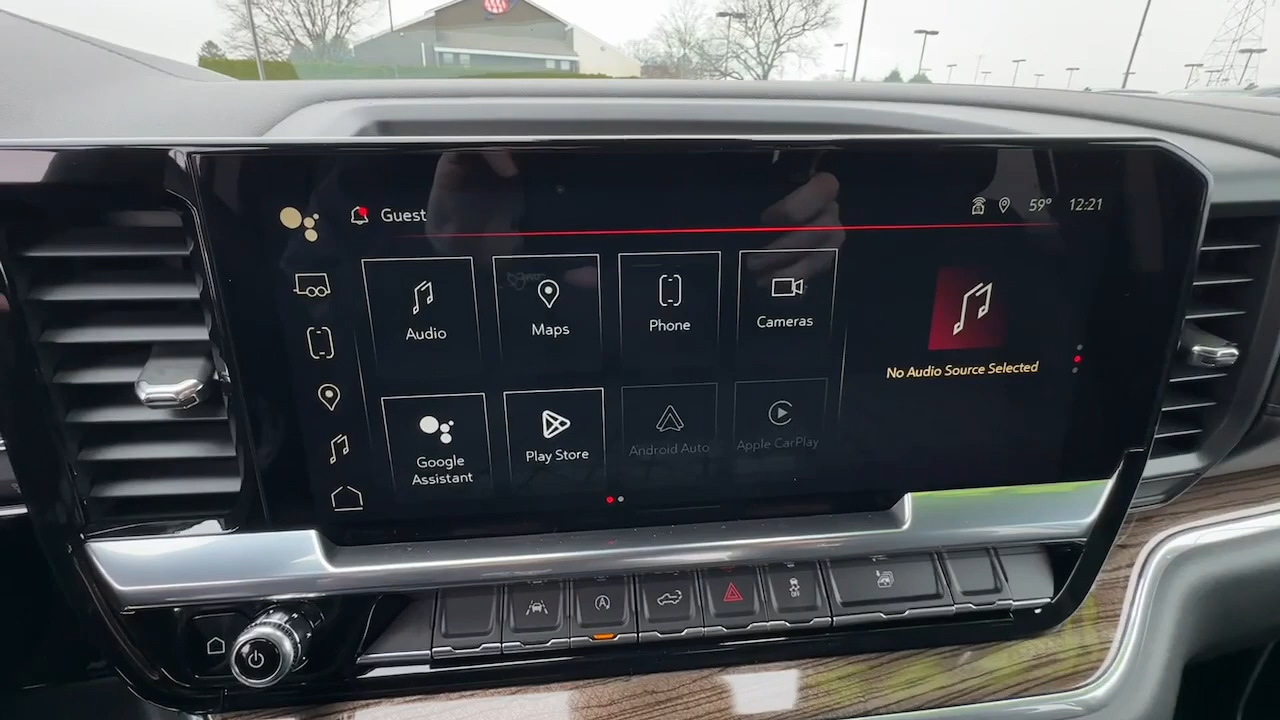 Guest
59° 12:21
Audio
Maps
Phone
Cameras
No Audio Source Selected
Google
Assistant
Play Store
Android Auto
Apple CarPlay
A
OFF